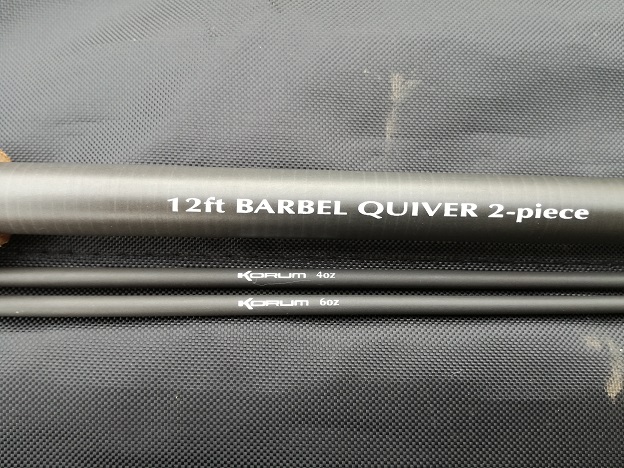 12ft BARBEL QUIVER 2-piece
KORUM 4oz
KORUM 6oz